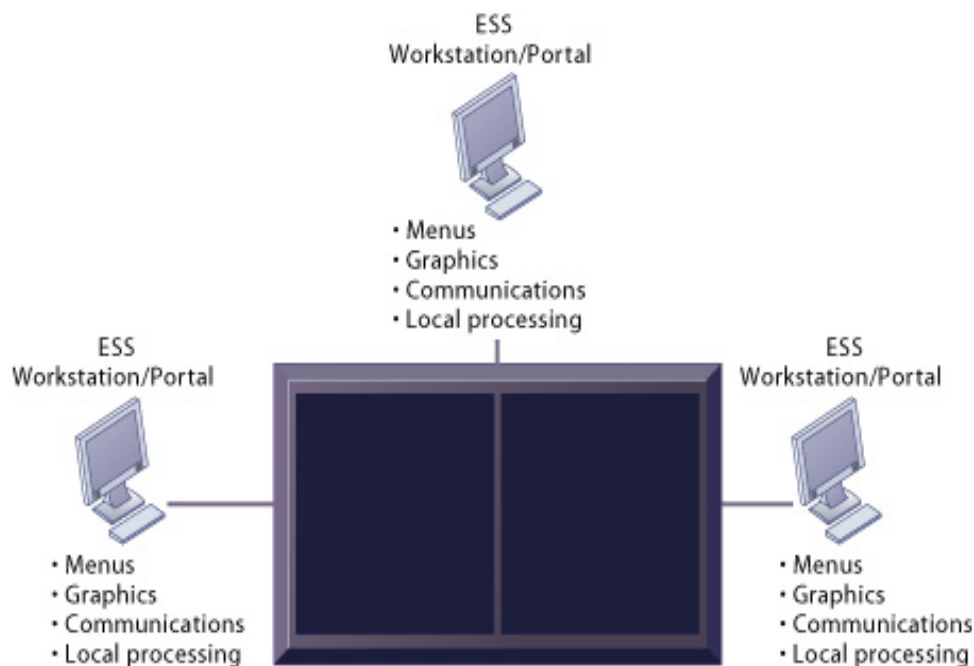 ESS
Workstation/Portal
• Menus
• Graphics
• Communications
• Local processing
ESS
Workstation/Portal
• Menus
• Graphics
• Communications
• Local processing
ESS
Workstation/Portal
• Menus
• Graphics
• Communications
• Local processing